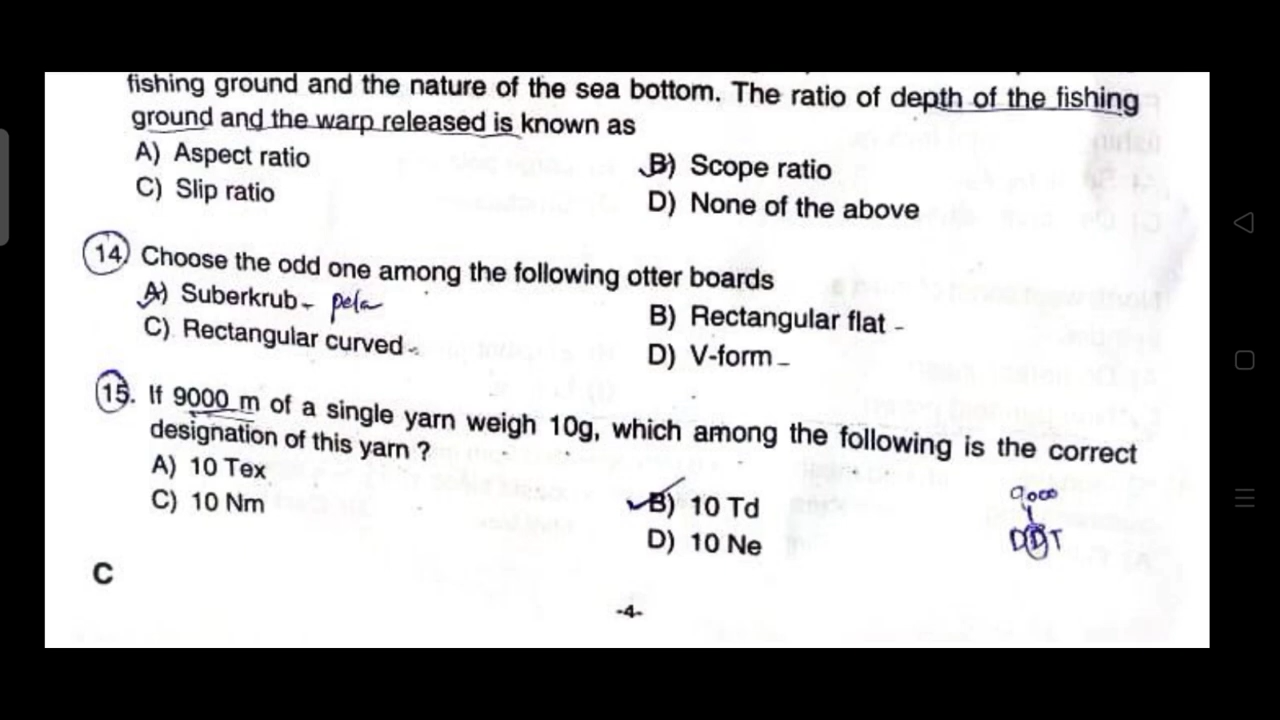 fishing ground and the nature of the sea bottom. The ratio of depth of the fishing
ground and the warp released is known as
A) Aspect ratio
B) Scope ratio
C) Slip ratio
D) None of the above
14. Choose the odd one among the following otter boards
A) Suberkrub - pela
B) Rectangular flat -
C) Rectangular curved -
D) V-form -
15. If 9000 m of a single yarn weigh 10g, which among the following is the correct
designation of this yarn ?
A) 10 Tex
B) 10 Td
C) 10 Nm
D) 10 Ne
9000
DDT
C
-4-